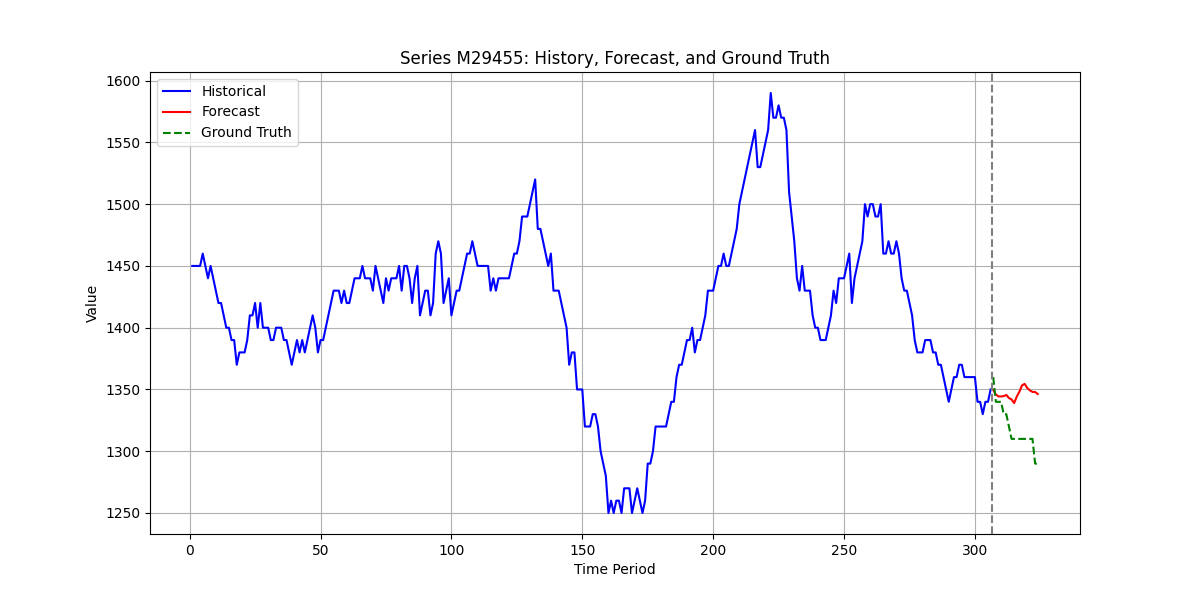 Series M29455: History, Forecast, and Ground Truth
Historical
Forecast
Ground Truth
1600
1550
1500
1450
1400
1350
1300
1250
Value
0
50
100
150
200
250
300
Time Period